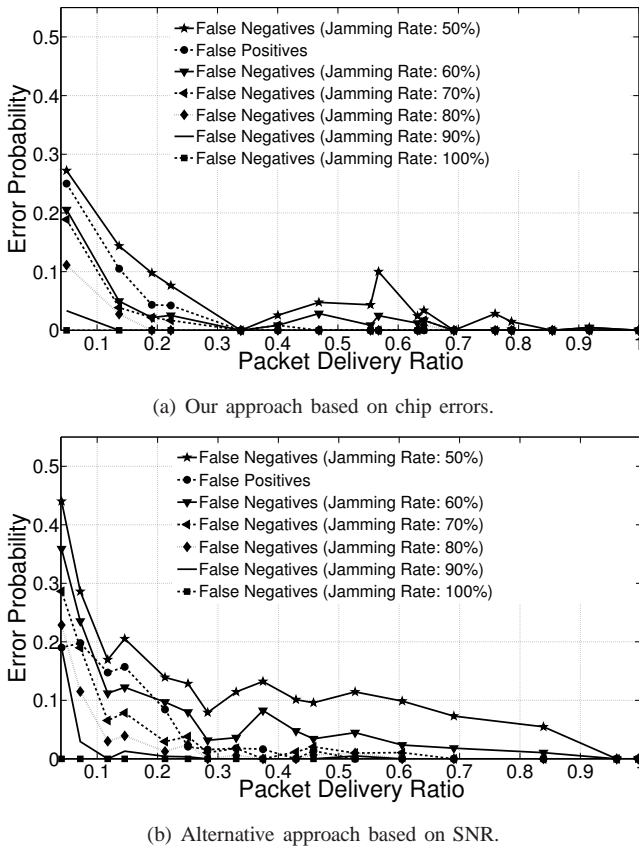 0.5
0.4
0.3
0.2
0.1
0
Error Probability
False Negatives (Jamming Rate: 50%)
False Positives
False Negatives (Jamming Rate: 60%)
False Negatives (Jamming Rate: 70%)
False Negatives (Jamming Rate: 80%)
False Negatives (Jamming Rate: 90%)
False Negatives (Jamming Rate: 100%)
0.1 0.2 0.3 0.4 0.5 0.6 0.7 0.8 0.9 1
Packet Delivery Ratio
(a) Our approach based on chip errors.
0.5
0.4
0.3
0.2
0.1
0
Error Probability
False Negatives (Jamming Rate: 50%)
False Positives
False Negatives (Jamming Rate: 60%)
False Negatives (Jamming Rate: 70%)
False Negatives (Jamming Rate: 80%)
False Negatives (Jamming Rate: 90%)
False Negatives (Jamming Rate: 100%)
0.1 0.2 0.3 0.4 0.5 0.6 0.7 0.8 0.9 1
Packet Delivery Ratio
(b) Alternative approach based on SNR.